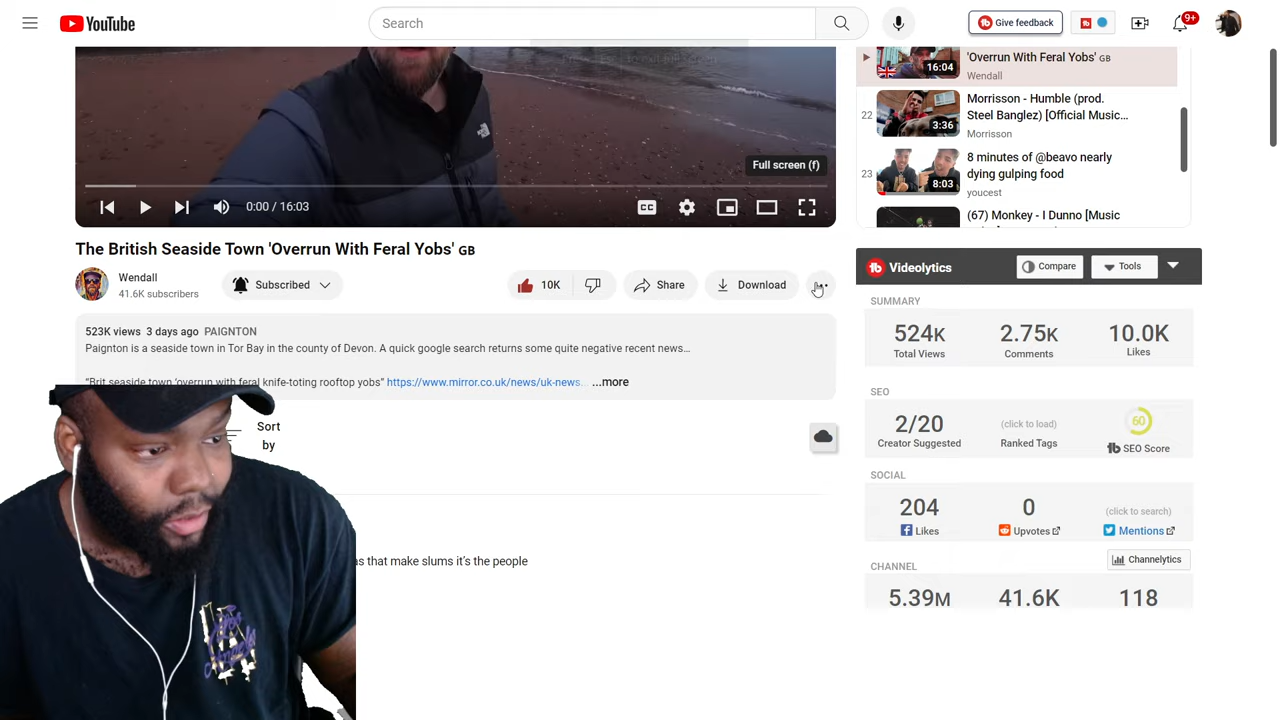 YouTube
Search
Give feedback
9+
Full screen (f)
0:00 / 16:03
CC
The British Seaside Town 'Overrun With Feral Yobs' GB
Wendall
41.6K subscribers
Subscribed
10K
Share
Download
523K views 3 days ago PAIGNTON
Paignton is a seaside town in Tor Bay in the county of Devon. A quick google search returns some quite negative recent news…
"Brit seaside town 'overrun with feral knife-toting rooftop yobs" https://www.mirror.co.uk/news/uk-news... ...more
Sort
by
as that make slums it's the people
'Overrun With Feral Yobs' GB
16:04
Wendall
22
Morrisson - Humble (prod.
Steel Banglez) [Official Music…
3:36
Morrisson
23
8 minutes of @beavo nearly
dying gulping food
8:03
youcest
(67) Monkey - I Dunno [Music
Videolytics
Compare
Tools
SUMMARY
524K
2.75K
10.0K
Total Views
Comments
Likes
SEO
2/20
(click to load)
60
Creator Suggested
Ranked Tags
SEO Score
SOCIAL
204
0
(click to search)
Likes
Upvotes
Mentions
CHANNEL
Channelytics
5.39M
41.6K
118